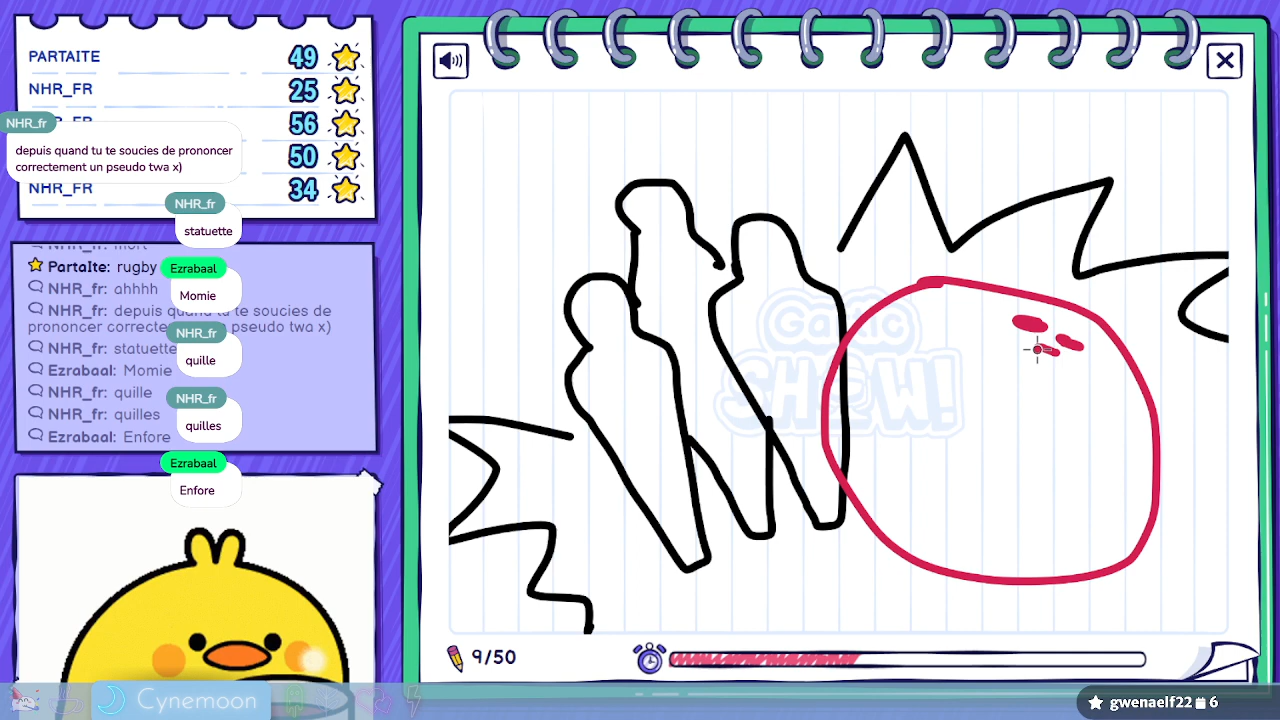 PARTAITE 49
NHR_FR 25
56
50
NHR_FR 34
NHR_fr
depuis quand tu te soucies de prononcer
correctement un pseudo twa x)
NHR_fr
statuette
Ezrabaal
Momie
NHR_fr
quille
NHR_fr
quilles
Ezrabaal
Enfore
PartaIte: rugby
NHR_fr: ahhhh
NHR_fr: depuis quand tu te soucies de
prononcer pseudo twa x)
NHR_fr: statuette
Ezrabaal: Momie
NHR_fr: quille
NHR_fr: quilles
Ezrabaal: Enfore
Gamo
SHOW!
9/50
Cynemoon
gwenaelf22 6